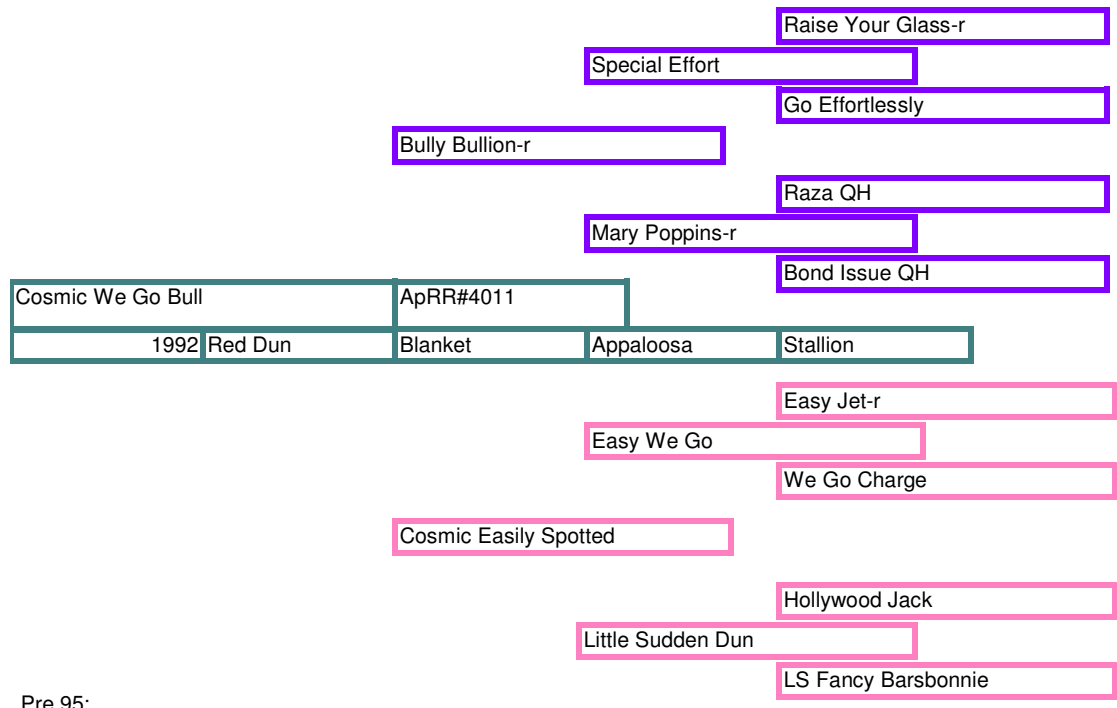 Raise Your Glass-r
Special Effort
Go Effortlessly
Bully Bullion-r
Raza QH
Mary Poppins-r
Bond Issue QH
Cosmic We Go Bull ApRR#4011
1992 Red Dun Blanket Appaloosa Stallion
Easy Jet-r
Easy We Go
We Go Charge
Cosmic Easily Spotted
Hollywood Jack
Little Sudden Dun
LS Fancy Barsbonnie
Pre 95: